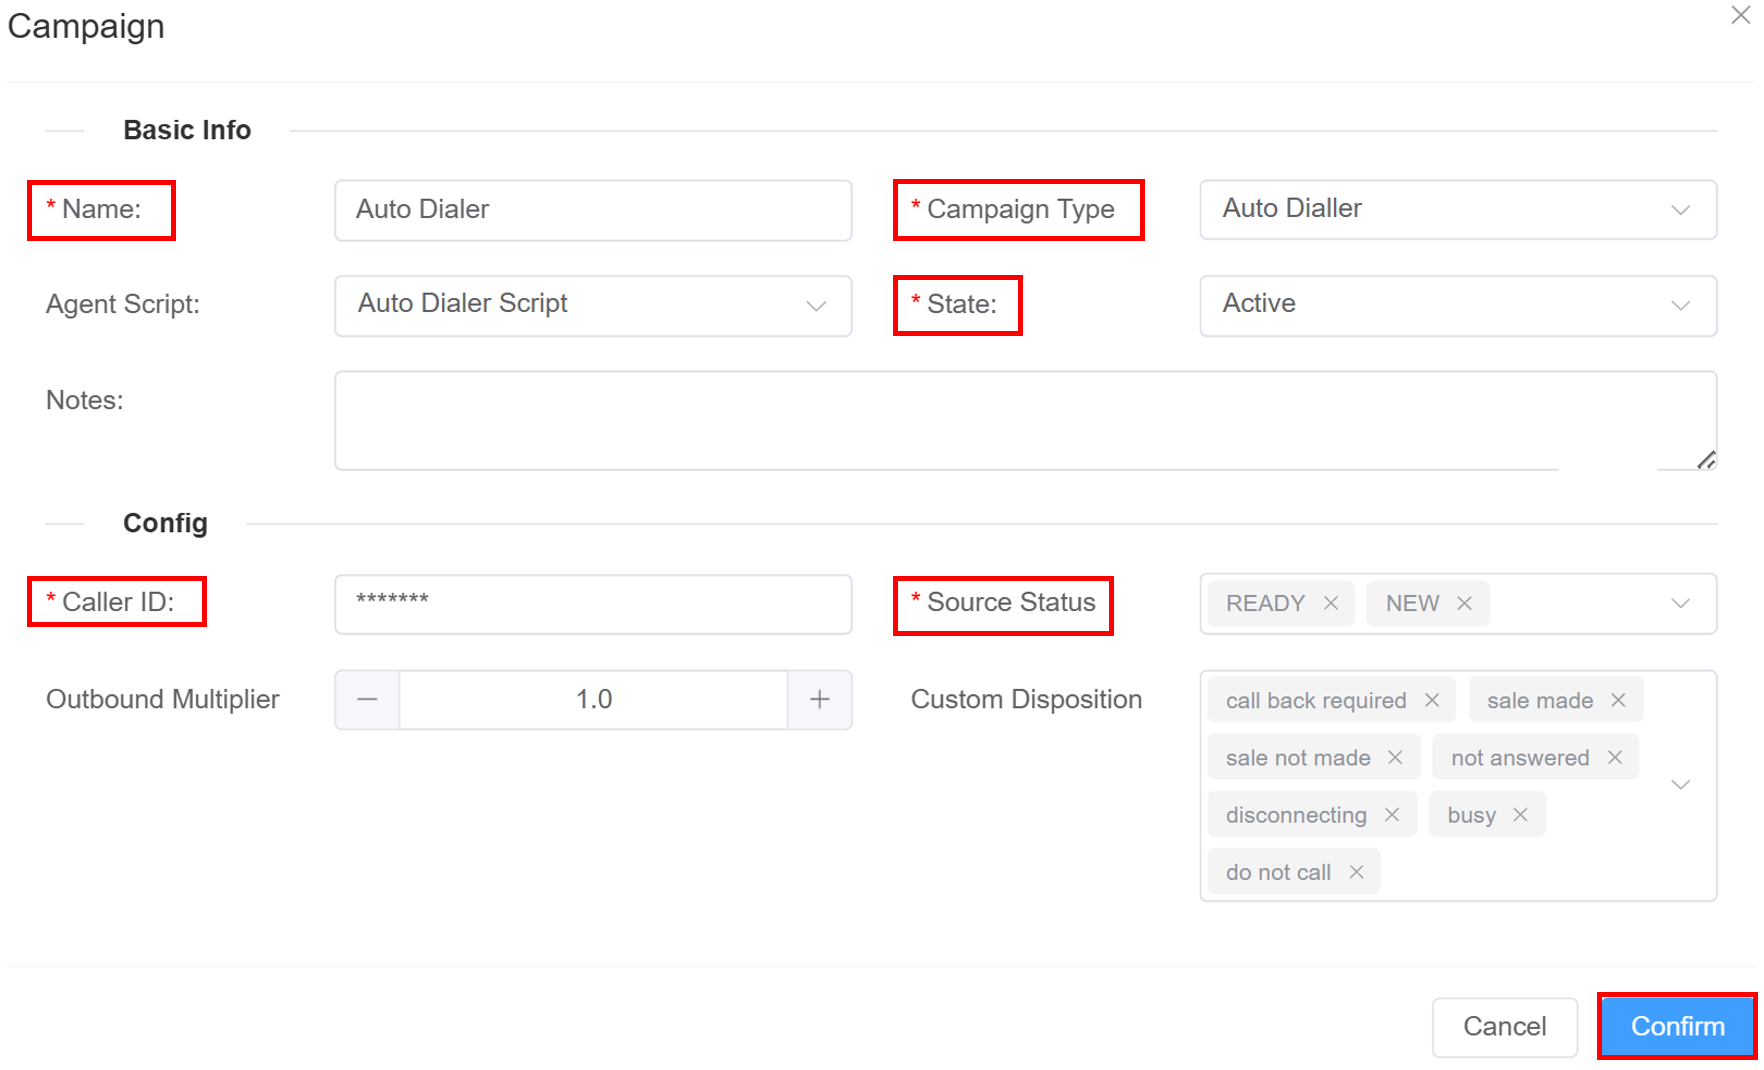 Campaign
Basic Info
* Name: Auto Dialer * Campaign Type Auto Dialler
Agent Script: Auto Dialer Script * State: Active
Notes:
Config
* Caller ID: ******* * Source Status READY NEW
Outbound Multiplier 1.0 Custom Disposition call back required sale made
sale not made not answered
disconnecting busy
do not call
Cancel Confirm